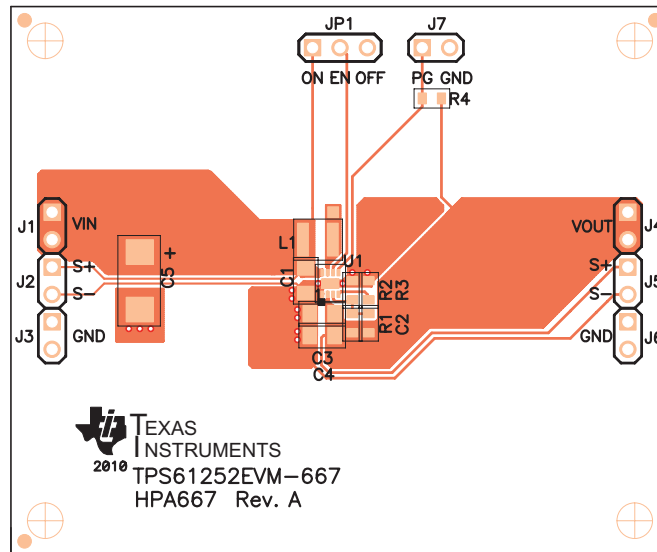 JP1
J7
ON EN OFF
PG GND
R4
J1
VIN
VOUT
J4
L1
U1
S+
+
C5
C1
S+
J2
R2
R3
J5
S-
S-
R1
C2
J3
GND
GND
J6
C3
C4
TEXAS
INSTRUMENTS
2010
TPS61252EVM-667
HPA667 Rev. A